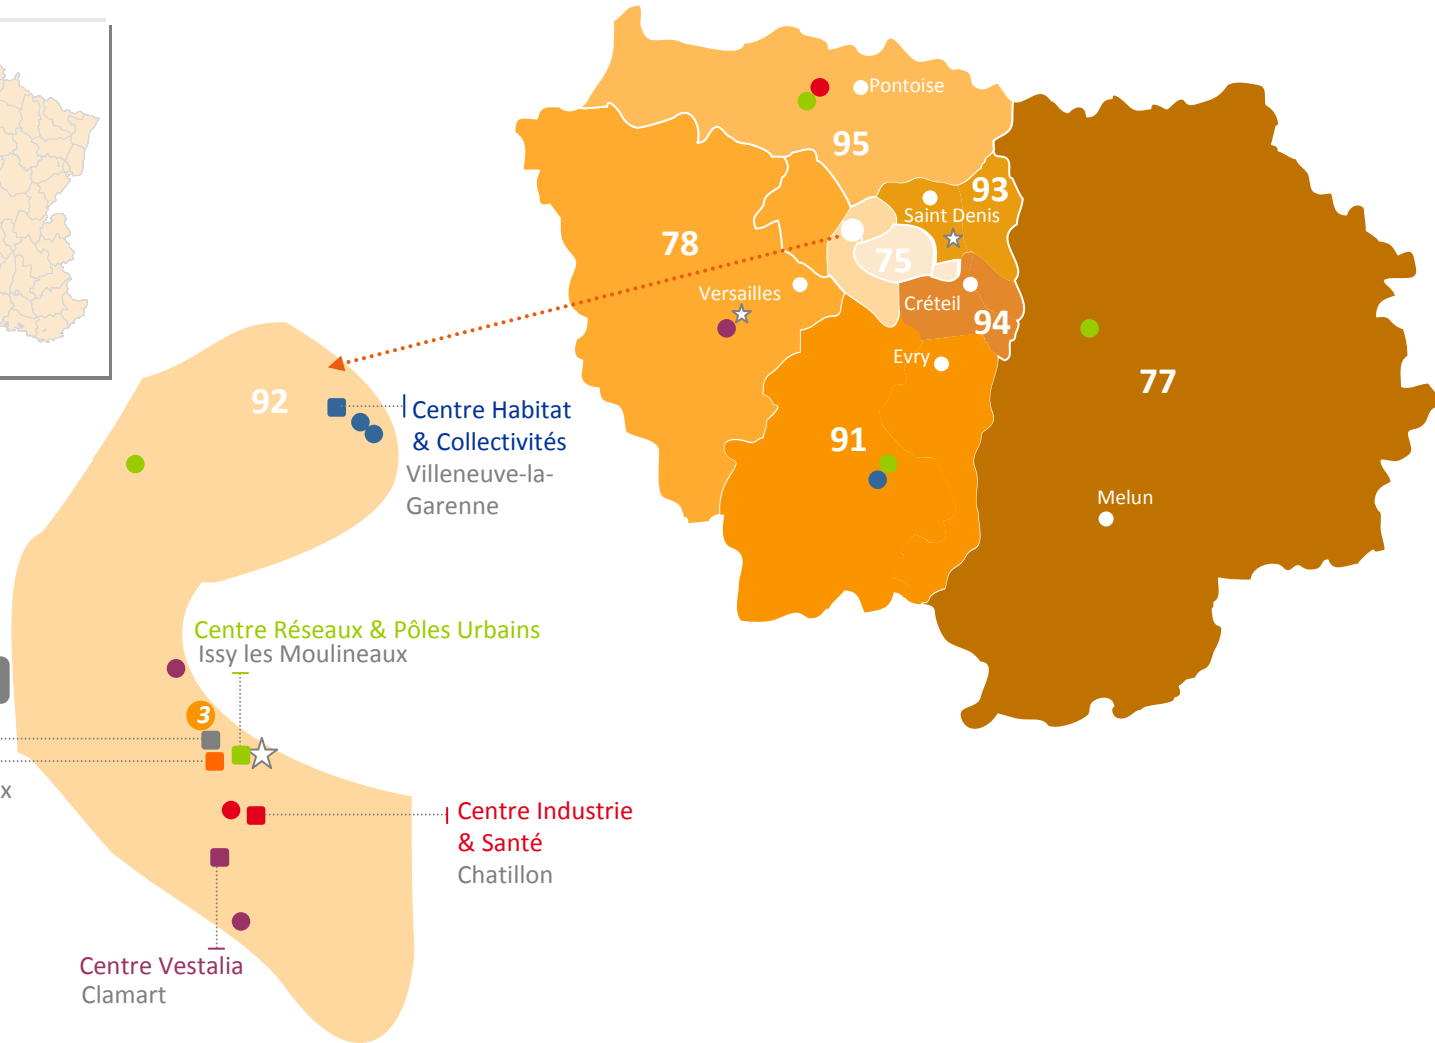 Pontoise
95
93
Saint Denis
78
75
Versailles
Créteil
94
Evry
77
92
Centre Habitat
& Collectivités
Villeneuve-la-
Garenne
91
Melun
Centre Réseaux & Pôles Urbains
Issy les Moulineaux
3
x
Centre Industrie
& Santé
Chatillon
Centre Vestalia
Clamart